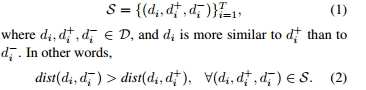 S = {(d_i, d_i^+, d_i^-)}_{i=1}^T, (1)
where d_i, d_i^+, d_i^- ∈ D, and d_i is more similar to d_i^+ than to
d_i^-. In other words,
dist(d_i, d_i^-) > dist(d_i, d_i^+), ∀(d_i, d_i^+, d_i^-) ∈ S. (2)